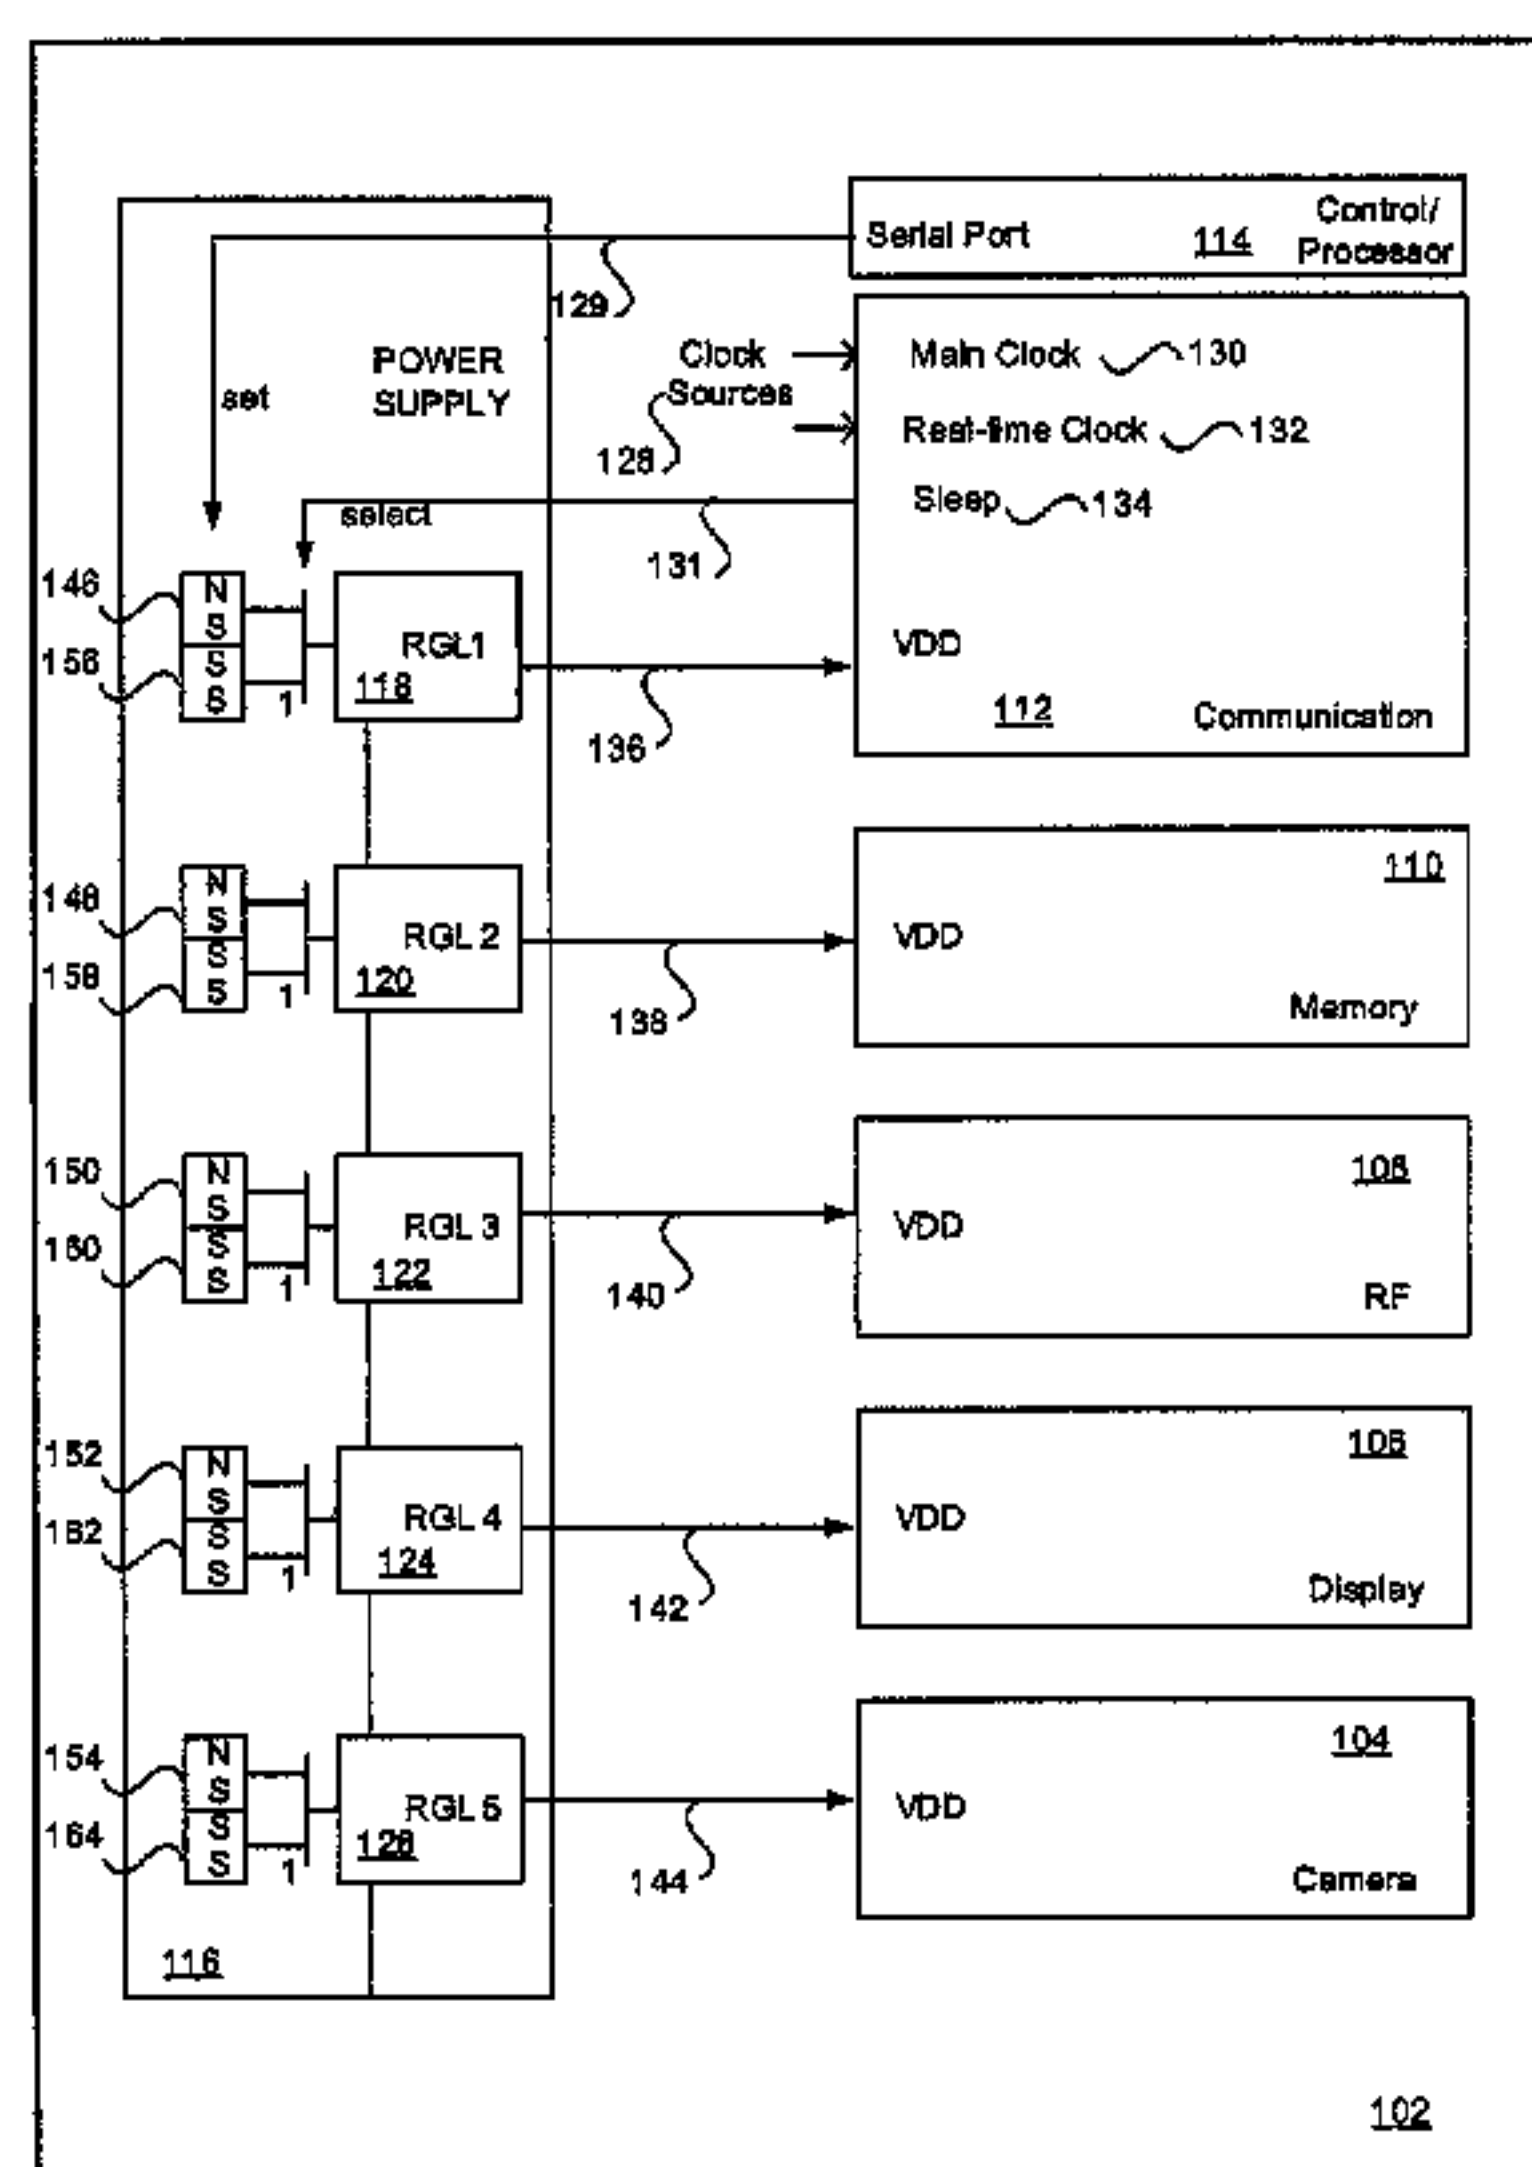 Serial Port 114 Control/
Processor
129
POWER
SUPPLY
set
Clock
Sources
128
Main Clock 130
Real-time Clock 132
Sleep 134
select
131
146
N
S
156
S
S
1
RGL1
118
136
VDD
112
Communication
148
N
S
158
S
S
1
RGL 2
120
138
110
VDD
Memory
150
N
S
160
S
S
1
RGL 3
122
140
108
VDD
RF
152
N
S
162
S
S
1
RGL 4
124
142
106
VDD
Display
154
N
S
164
S
S
1
RGL 5
126
144
104
VDD
Camera
116
102